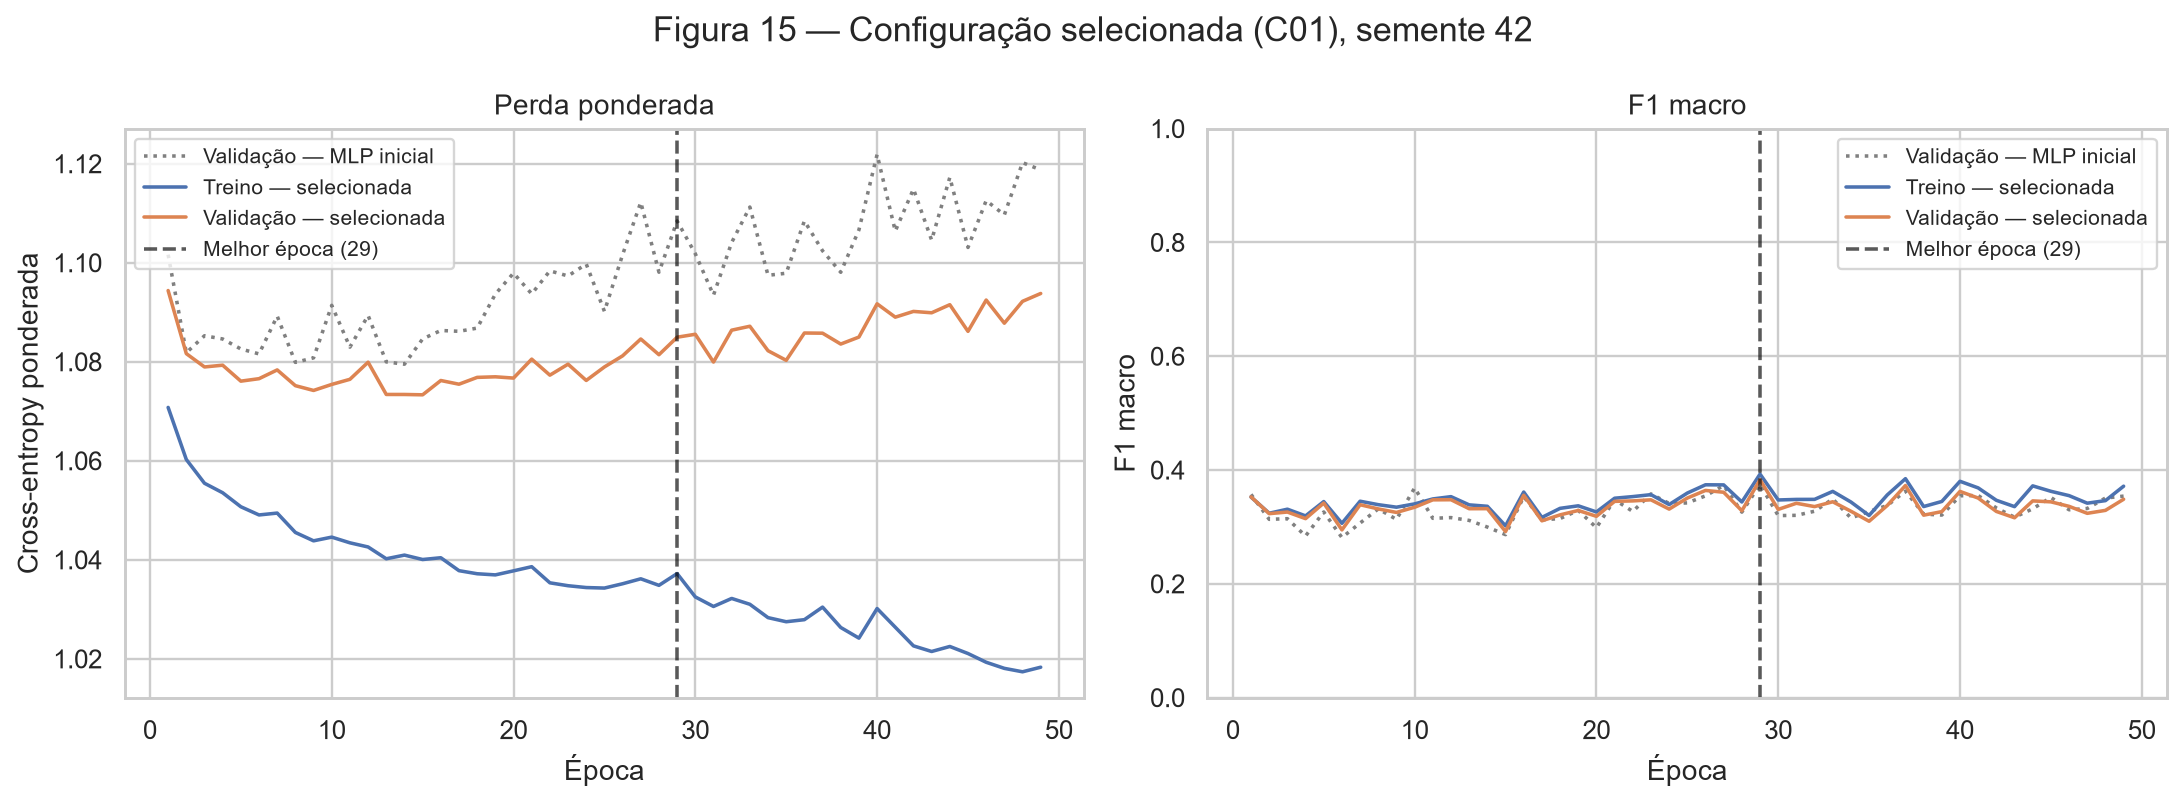 Figura 15 — Configuração selecionada (C01), semente 42
Perda ponderada
Validação — MLP inicial
Treino — selecionada
Validação — selecionada
Melhor época (29)
Cross-entropy ponderada
1.12
1.10
1.08
1.06
1.04
1.02
0
10
20
30
40
50
Época
F1 macro
Validação — MLP inicial
Treino — selecionada
Validação — selecionada
Melhor época (29)
F1 macro
1.0
0.8
0.6
0.4
0.2
0.0
0
10
20
30
40
50
Época